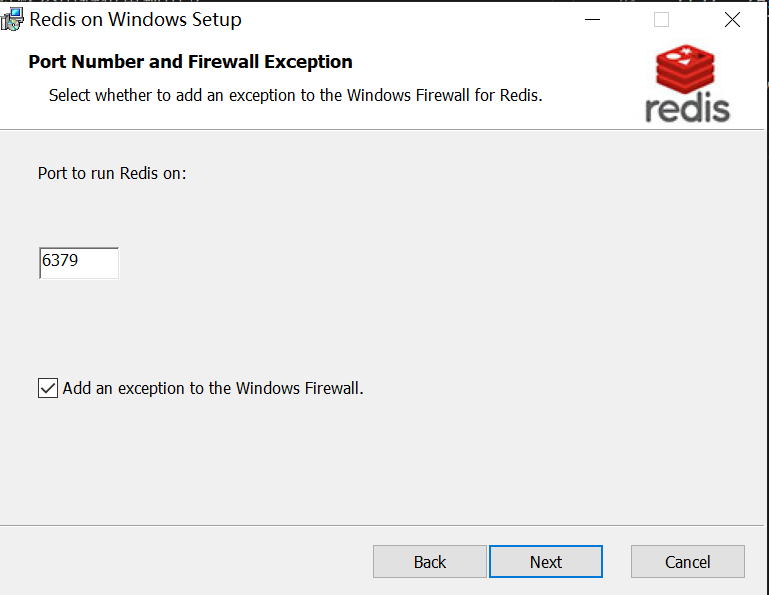 Redis on Windows Setup
Port Number and Firewall Exception
Select whether to add an exception to the Windows Firewall for Redis.
redis
Port to run Redis on:
6379
Add an exception to the Windows Firewall.
Back
Next
Cancel